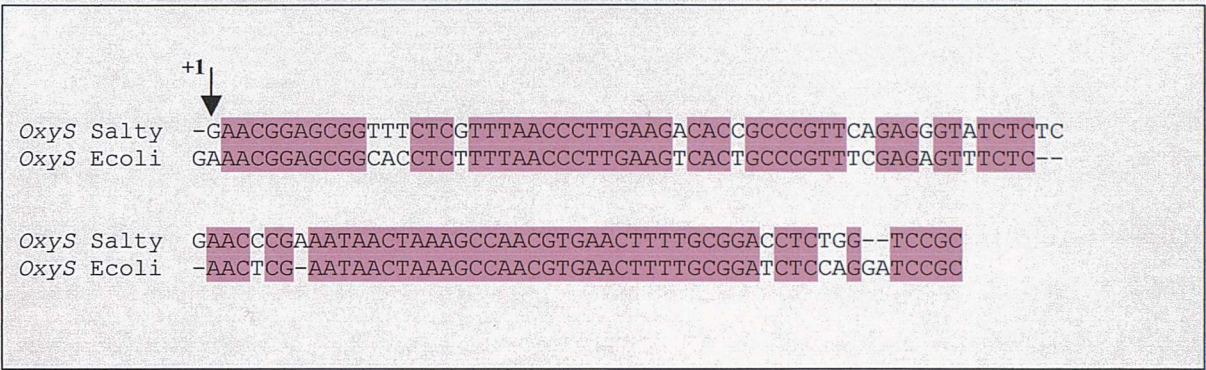 +1
OxyS Salty -GAACGGAGCGGTTTCTCGTTTAACCCTTGAAGACACCGCCCGTTCAGAGGGTATCTCTC
OxyS Ecoli GAAACGGAGCGGCACCTCTTTTAACCCTTGAAGTCACTGCCCGTTTCGAGAGTTTCTC--
OxyS Salty GAACCCGAAATAACTAAAGCCAACGTGAACTTTTGCGGACCTCTGG--TCCGC
OxyS Ecoli -AACTCG-AATAACTAAAGCCAACGTGAACTTTTGCGGATCTCCAGGATCCGC